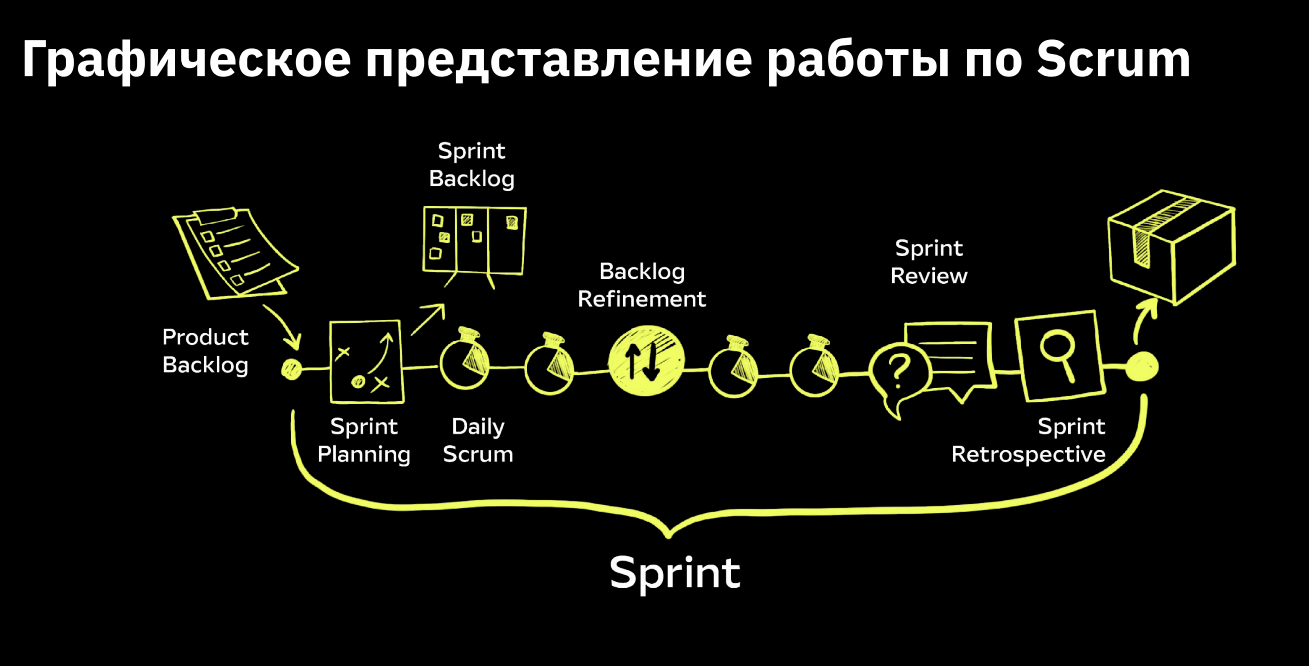 Графическое представление работы по Scrum
Sprint
Backlog
Product
Backlog
Sprint
Planning
Daily
Scrum
Backlog
Refinement
Sprint
Review
?
Sprint
Retrospective
Sprint